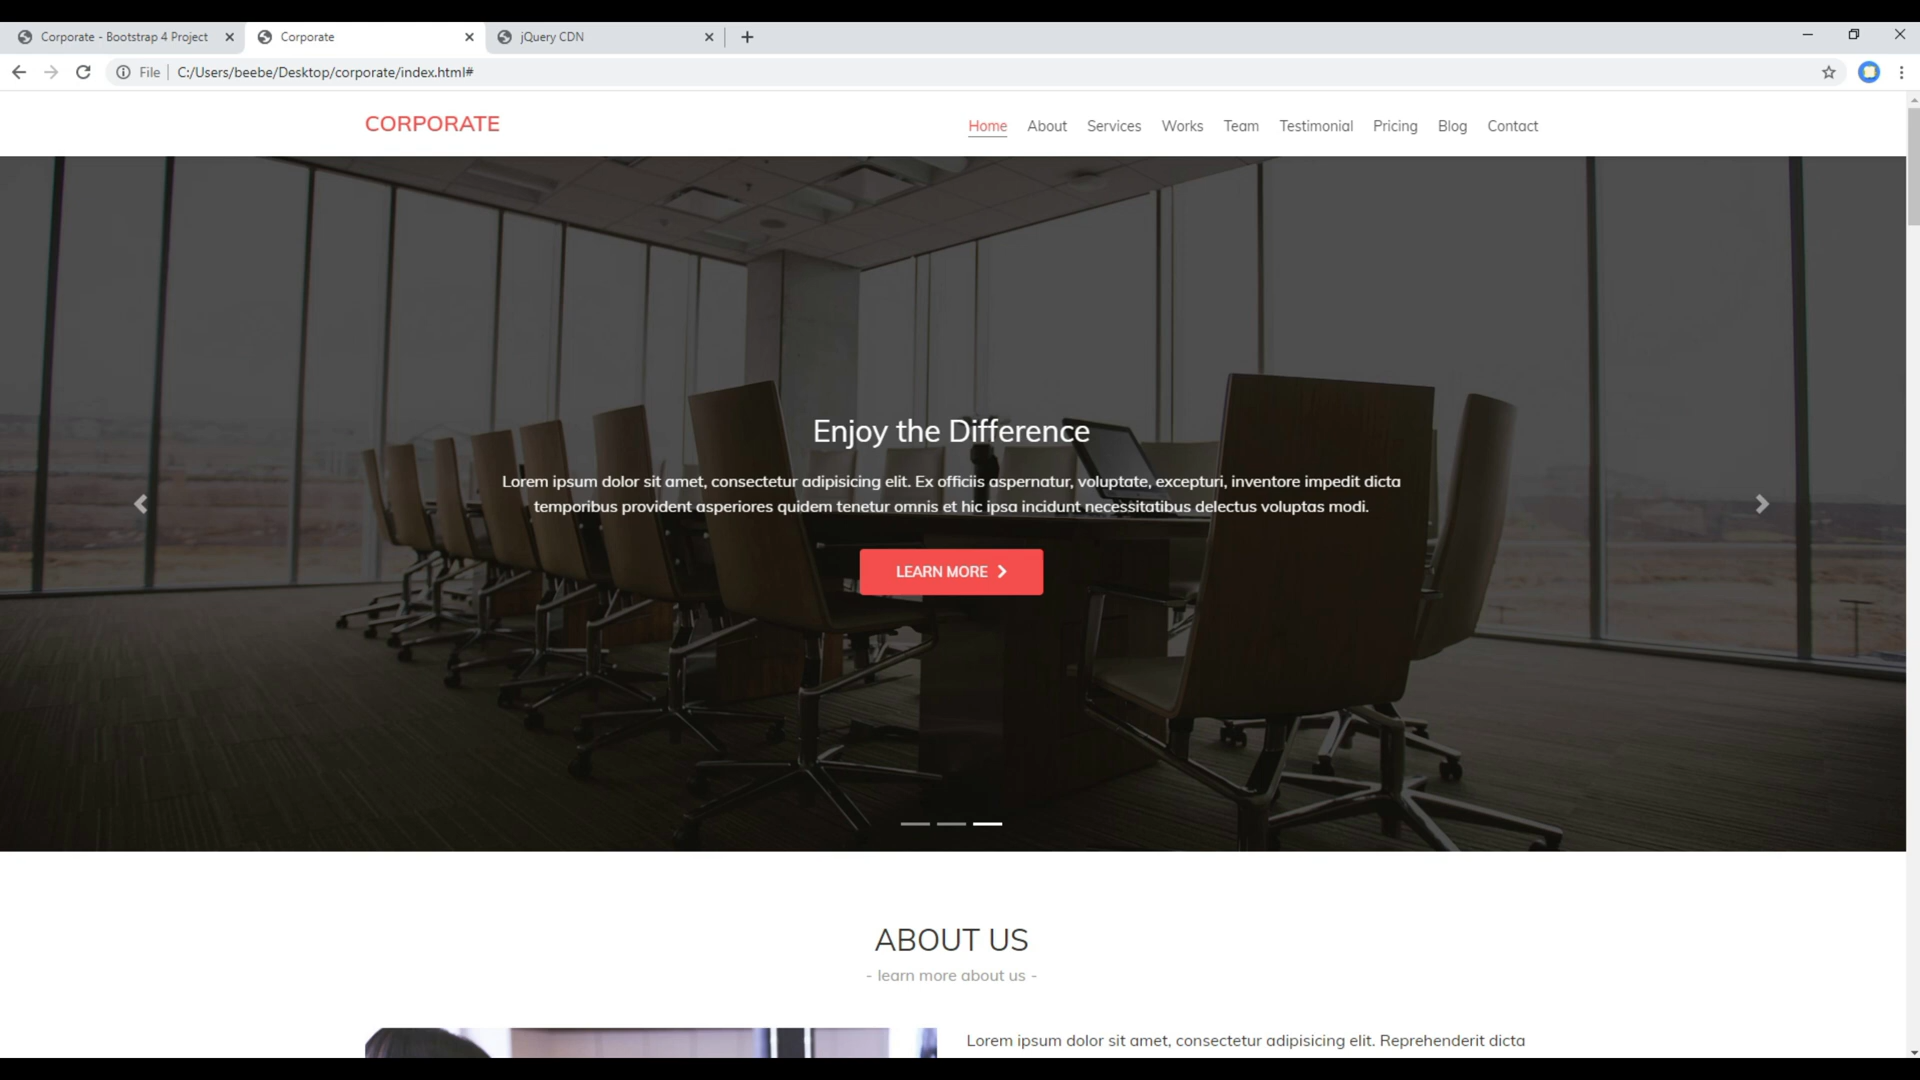 Corporate - Bootstrap 4 Project
Corporate
jQuery CDN
File
C:/Users/beebe/Desktop/corporate/index.html#
CORPORATE
Home About Services Works Team Testimonial Pricing Blog Contact
Enjoy the Difference
Lorem ipsum dolor sit amet, consectetur adipisicing elit. Ex officiis aspernatur, voluptate, excepturi, inventore impedit dicta
temporibus provident asperiores quidem tenetur omnis et hic ipsa incidunt necessitatibus delectus voluptas modi.
LEARN MORE
ABOUT US
- learn more about us -
Lorem ipsum dolor sit amet, consectetur adipisicing elit. Reprehenderit dicta